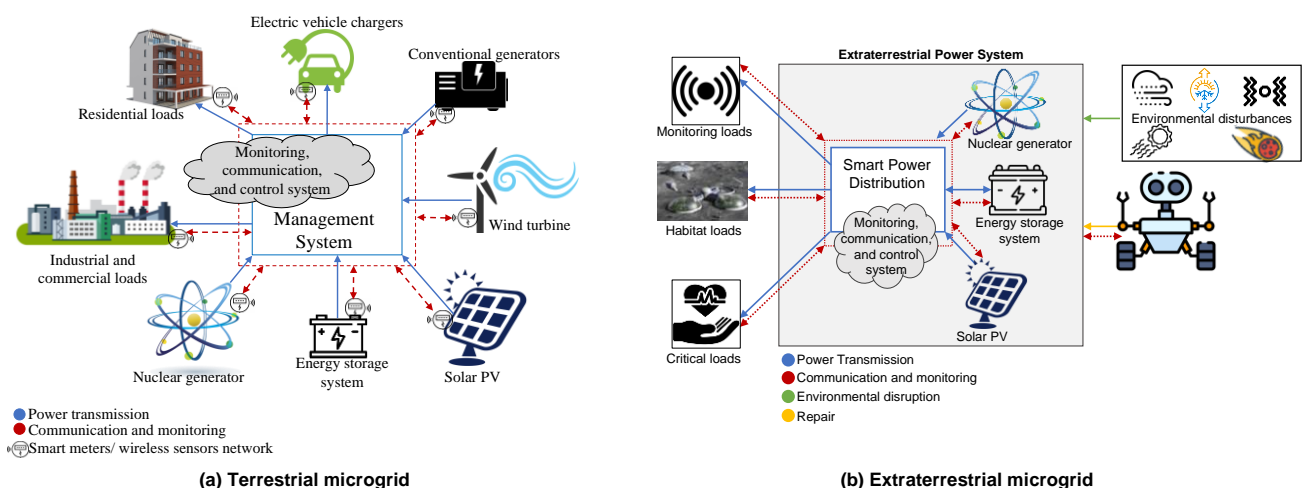 Electric vehicle chargers
Conventional generators
Residential loads
Monitoring,
communication,
and control system
Management
System
Wind turbine
Industrial and
commercial loads
Nuclear generator
Energy storage
system
Solar PV
Power transmission
Communication and monitoring
Smart meters/ wireless sensors network
(a) Terrestrial microgrid
Extraterrestrial Power System
Monitoring loads
Nuclear generator
Environmental disturbances
Smart Power
Distribution
Habitat loads
Energy storage
system
Monitoring,
communication,
and control
system
Critical loads
Solar PV
Power Transmission
Communication and monitoring
Environmental disruption
Repair
(b) Extraterrestrial microgrid